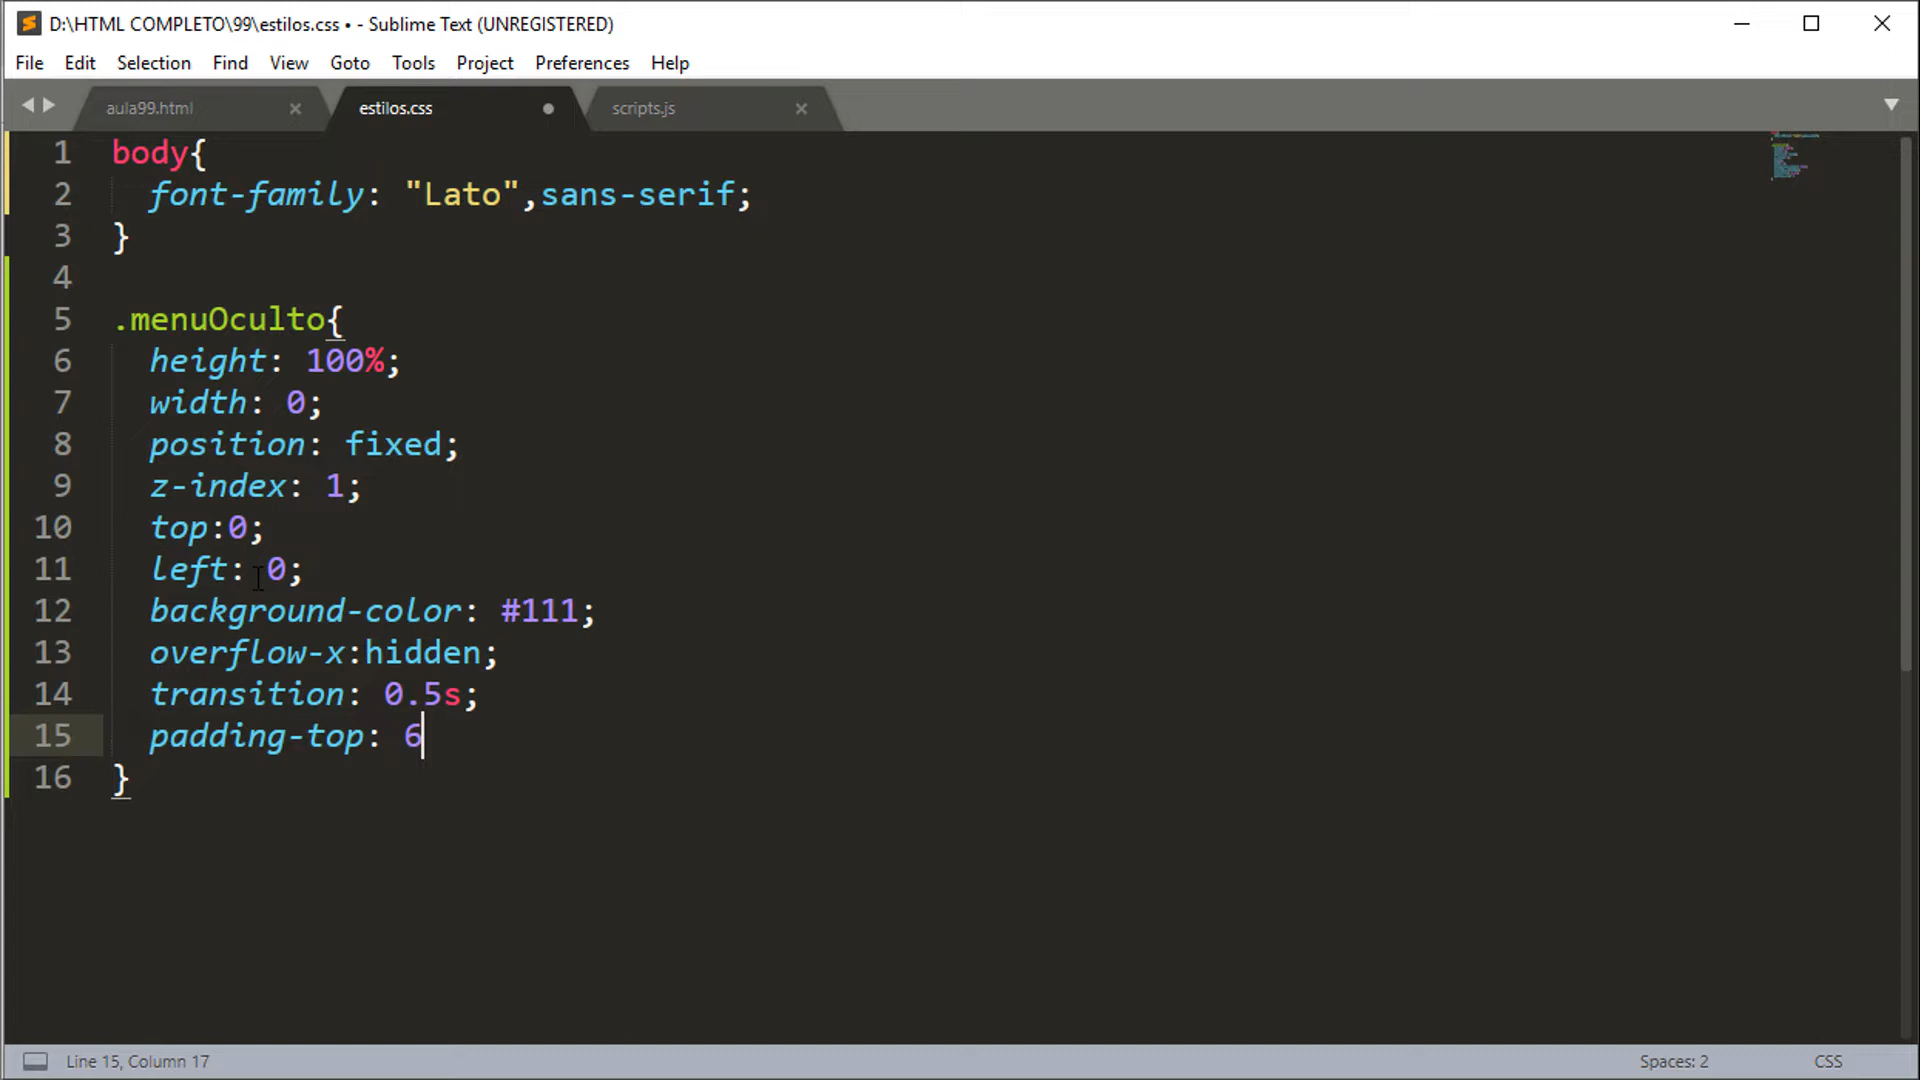 D:\HTML COMPLETO\99\estilos.css • - Sublime Text (UNREGISTERED)
File Edit Selection Find View Goto Tools Project Preferences Help
aula99.html estilos.css scripts.js
1 body{
2 font-family: "Lato",sans-serif;
3 }
4
5 .menuOculto{
6 height: 100%;
7 width: 0;
8 position: fixed;
9 z-index: 1;
10 top:0;
11 left: 0;
12 background-color: #111;
13 overflow-x:hidden;
14 transition: 0.5s;
15 padding-top: 6
16 }
Line 15, Column 17 Spaces: 2 CSS